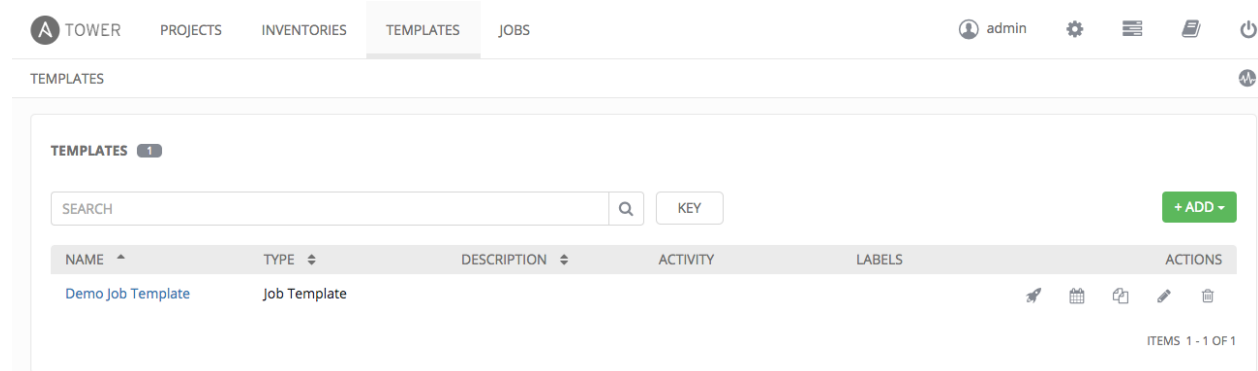 A TOWER PROJECTS INVENTORIES TEMPLATES JOBS admin
TEMPLATES
TEMPLATES 1
SEARCH KEY + ADD
NAME TYPE DESCRIPTION ACTIVITY LABELS ACTIONS
Demo Job Template Job Template
ITEMS 1 - 1 OF 1